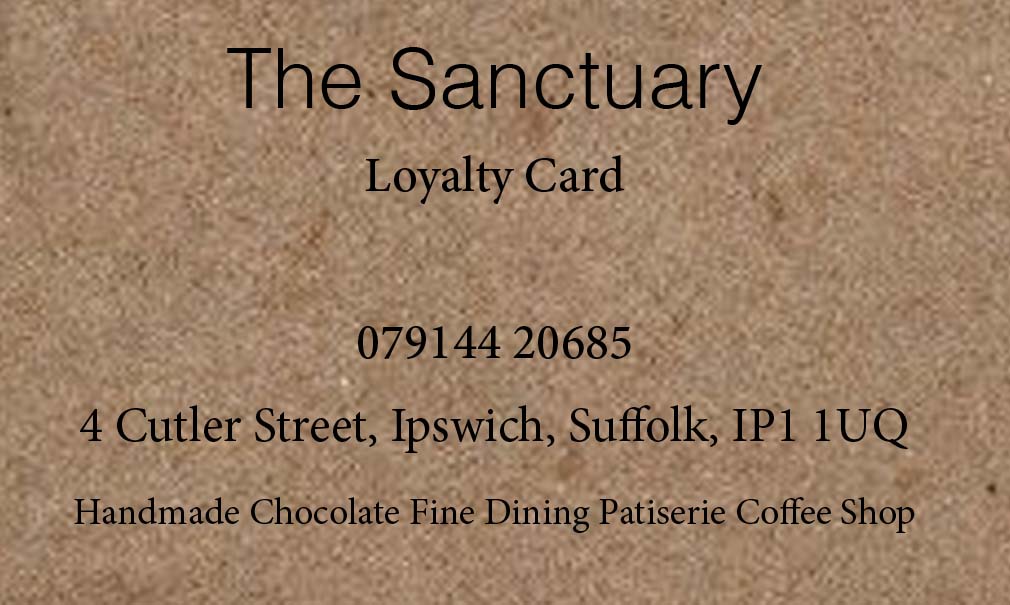 The Sanctuary
Loyalty Card
079144 20685
4 Cutler Street, Ipswich, Suffolk, IP1 1UQ
Handmade Chocolate Fine Dining Patiserie Coffee Shop